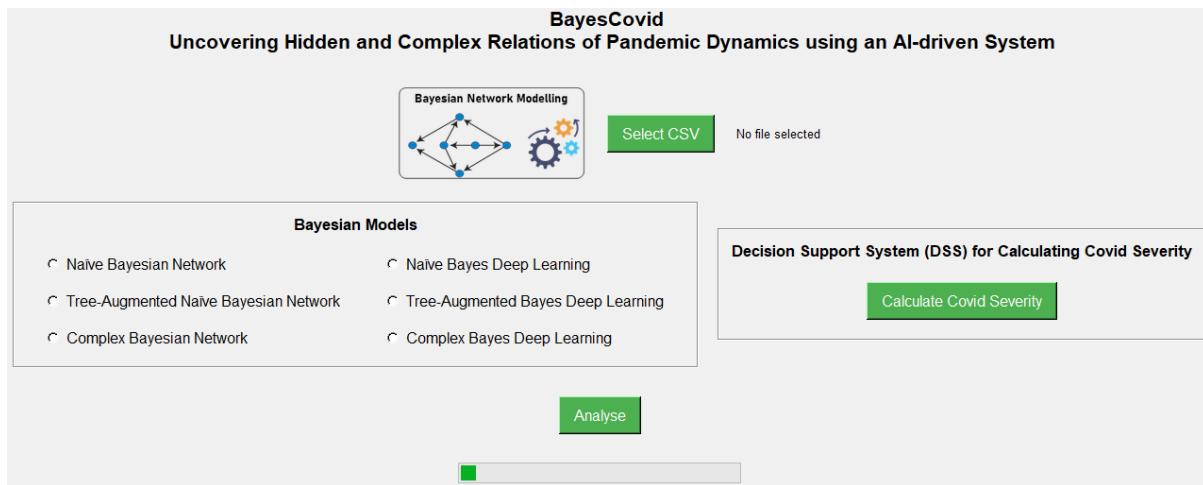 BayesCovid
Uncovering Hidden and Complex Relations of Pandemic Dynamics using an AI-driven System
Bayesian Network Modelling
Select CSV
No file selected
Bayesian Models
Naïve Bayesian Network
Naïve Bayes Deep Learning
Tree-Augmented Naïve Bayesian Network
Tree-Augmented Bayes Deep Learning
Complex Bayesian Network
Complex Bayes Deep Learning
Decision Support System (DSS) for Calculating Covid Severity
Calculate Covid Severity
Analyse